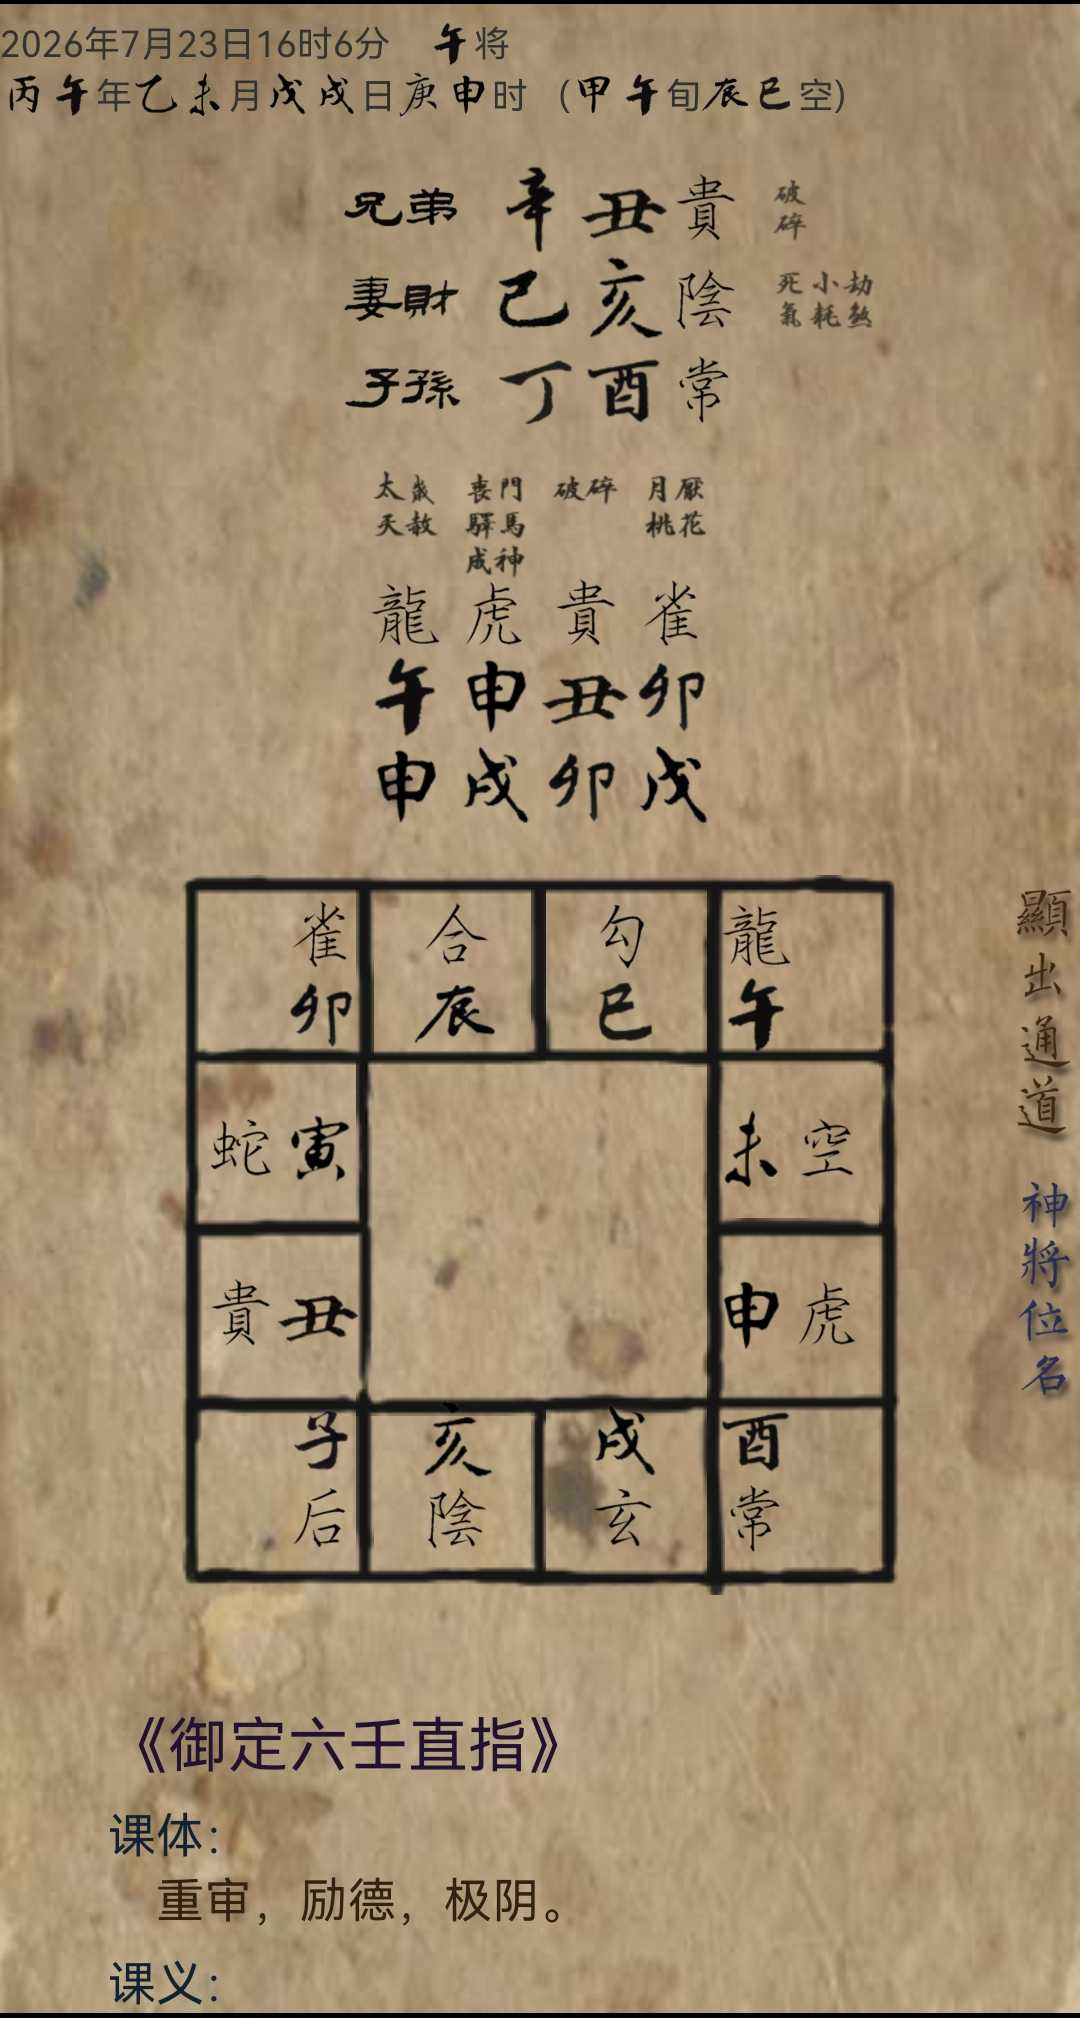 2026年7月23日16时6分 午将
丙午年乙未月戊戌日庚申时 (甲午旬辰巳空)
兄弟 辛丑貴 破碎
妻財 己亥陰 死氣 小耗 劫煞
子孫 丁酉常
太歲 喪門 破碎 月厭
天赦 驛馬 桃花
成神
龍 虎 貴 雀
午 申 丑 卯
申 戌 卯 戊
雀 合 勾 龍
卯 辰 巳 午
蛇寅 未空
貴丑 申虎
子 亥 戌 酉
后 陰 玄 常
顯出通道
神將位名
《御定六壬直指》
课体：
重审，励德，极阴。
课义：